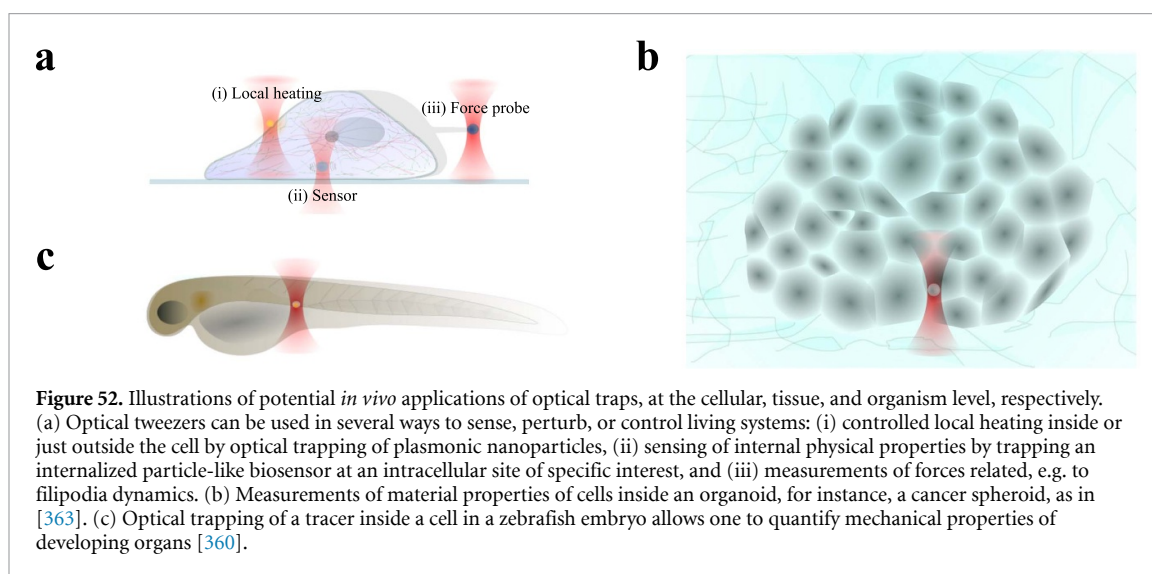 a
b
(i) Local heating
(iii) Force probe
(ii) Sensor
c
Figure 52. Illustrations of potential in vivo applications of optical traps, at the cellular, tissue, and organism level, respectively.
(a) Optical tweezers can be used in several ways to sense, perturb, or control living systems: (i) controlled local heating inside or
just outside the cell by optical trapping of plasmonic nanoparticles, (ii) sensing of internal physical properties by trapping an
internalized particle-like biosensor at an intracellular site of specific interest, and (iii) measurements of forces related, e.g. to
filipodia dynamics. (b) Measurements of material properties of cells inside an organoid, for instance, a cancer spheroid, as in
[363]. (c) Optical trapping of a tracer inside a cell in a zebrafish embryo allows one to quantify mechanical properties of
developing organs [360].